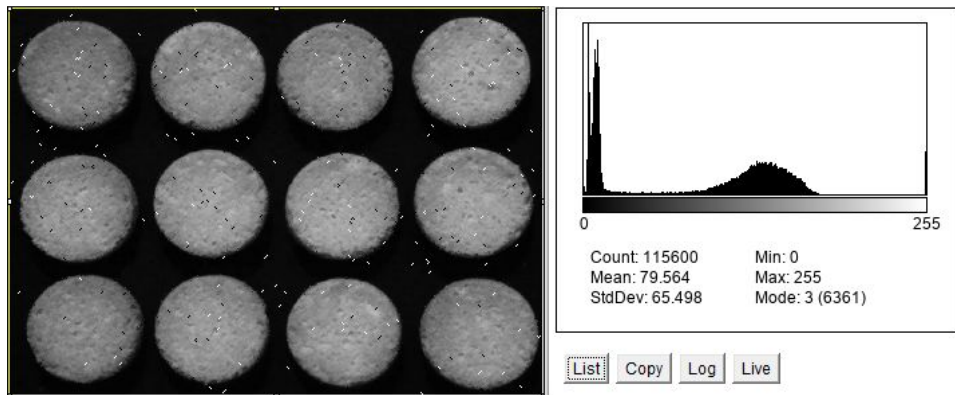 0 255
Count: 115600 Min: 0
Mean: 79.564 Max: 255
StdDev: 65.498 Mode: 3 (6361)
List Copy Log Live